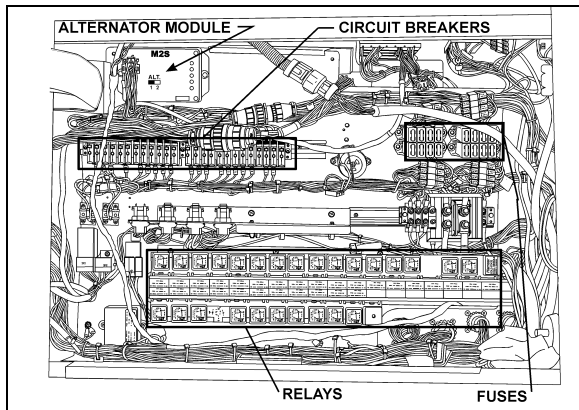 ALTERNATOR MODULE
CIRCUIT BREAKERS
M2S
ALT.
1 2
RELAYS
FUSES